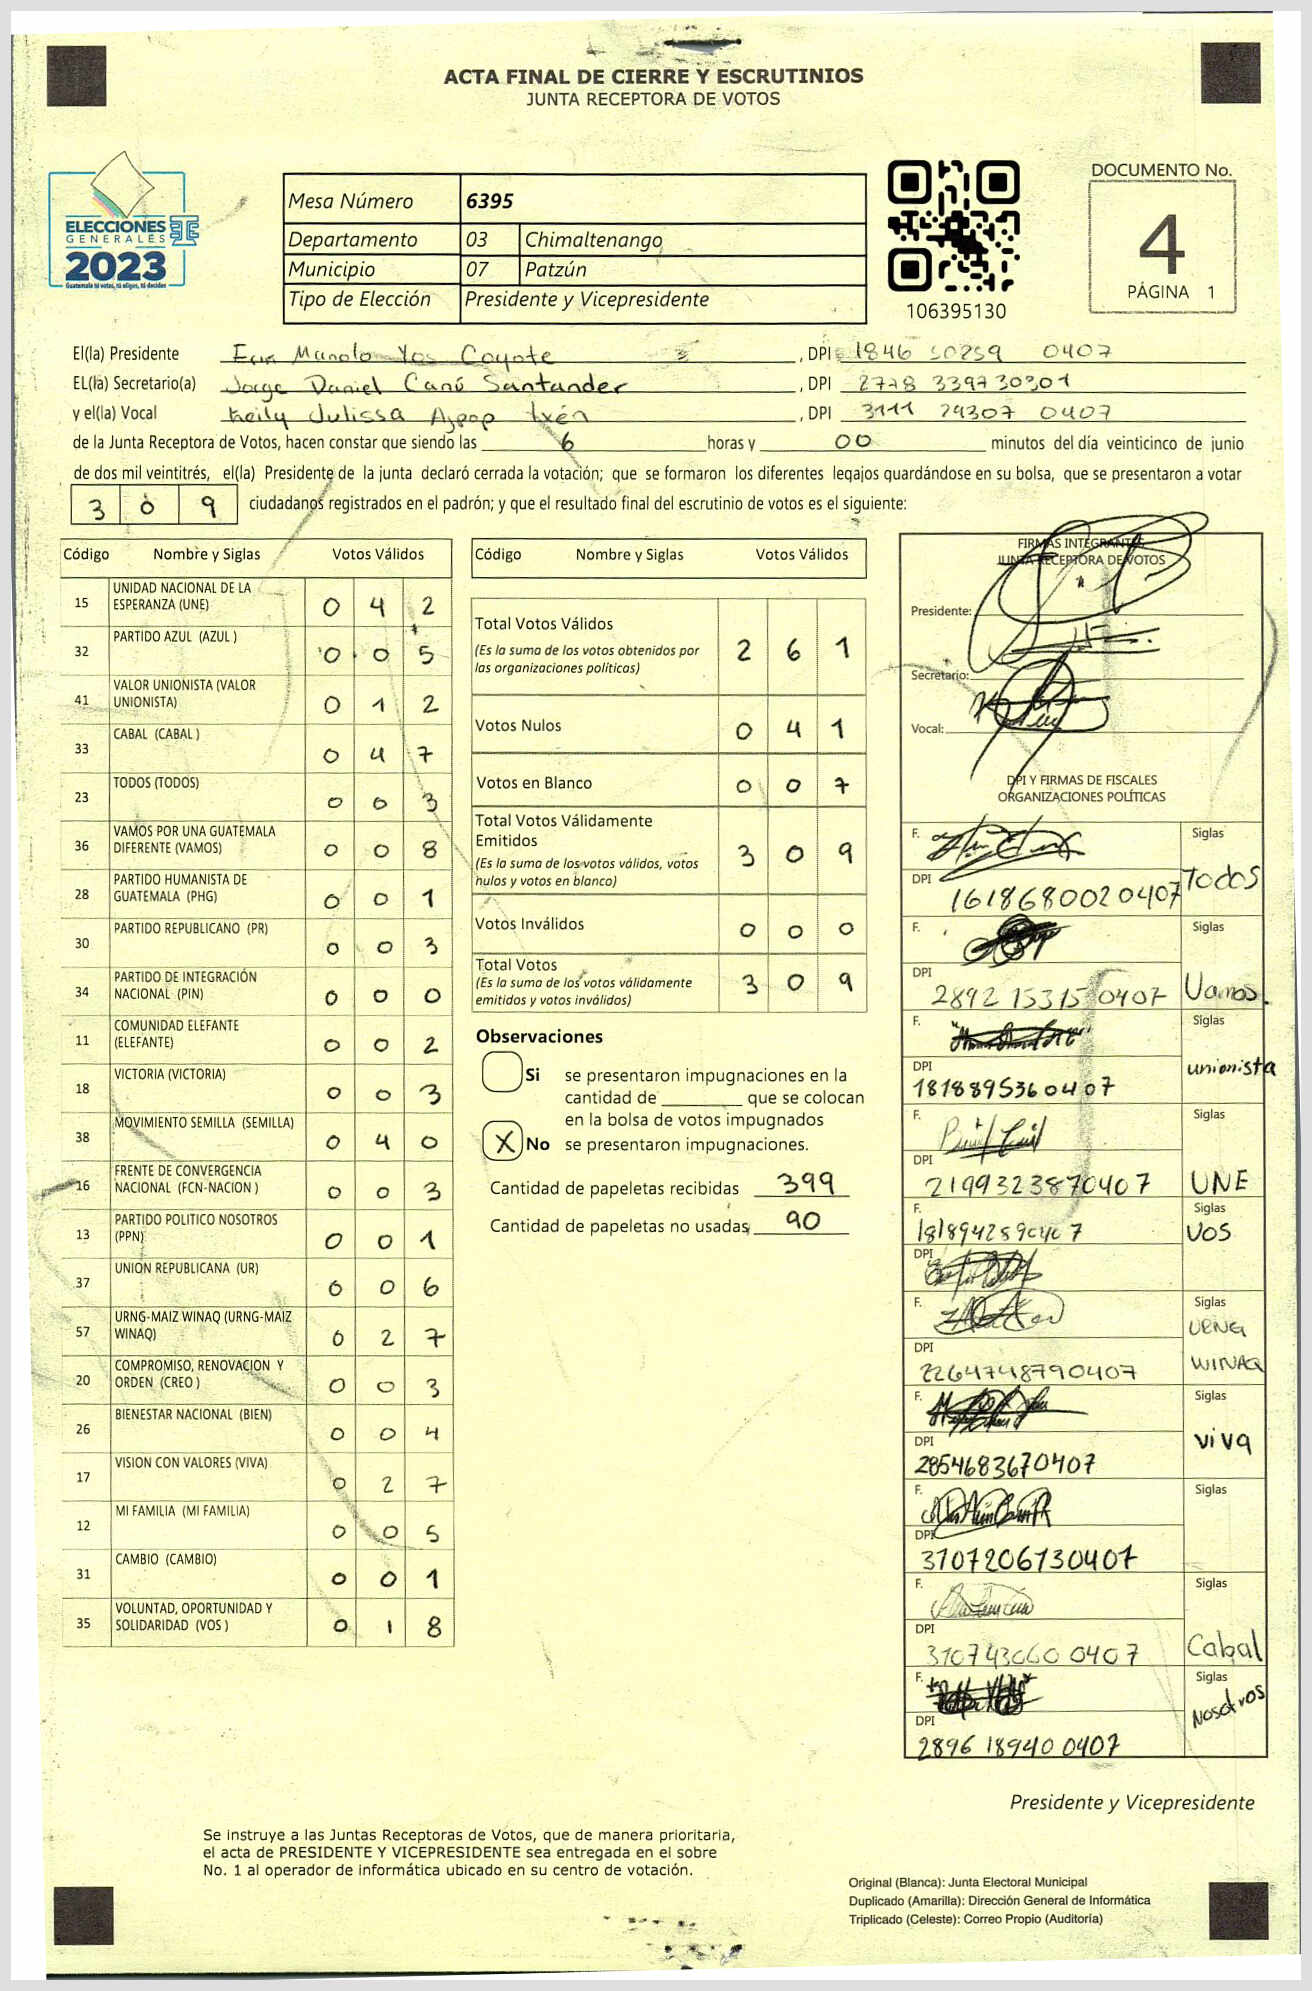 ACTA FINAL DE CIERRE Y ESCRUTINIOS
JUNTA RECEPTORA DE VOTOS
ELECCIONES
GENERALES
2023
Guatemala tú votas, tú eliges, tú decides
Mesa Número 6395
Departamento 03 Chimaltenango
Municipio 07 Patzún
Tipo de Elección Presidente y Vicepresidente
106395130
DOCUMENTO No.
4
PÁGINA 1
El(la) Presidente Manolo Yos Coyote , DPI 1846 50259 0407
EL(la) Secretario(a) Jorge Daniel Canú Santander , DPI 2778 339730301
y el(la) Vocal Keily Julissa Ajpop Ixén , DPI 3111 29307 0407
de la Junta Receptora de Votos, hacen constar que siendo las 6 horas y 00 minutos del día veinticinco de junio
de dos mil veintitrés, el(la) Presidente de la junta declaró cerrada la votación; que se formaron los diferentes legajos guardándose en su bolsa, que se presentaron a votar
3 0 9 ciudadanos registrados en el padrón; y que el resultado final del escrutinio de votos es el siguiente:
Código Nombre y Siglas Votos Válidos
15 UNIDAD NACIONAL DE LA ESPERANZA (UNE) 0 4 2
32 PARTIDO AZUL (AZUL ) 0 0 5
41 VALOR UNIONISTA (VALOR UNIONISTA) 0 1 2
33 CABAL (CABAL ) 0 4 7
23 TODOS (TODOS) 0 0 3
36 VAMOS POR UNA GUATEMALA DIFERENTE (VAMOS) 0 0 8
28 PARTIDO HUMANISTA DE GUATEMALA (PHG) 0 0 1
30 PARTIDO REPUBLICANO (PR) 0 0 3
34 PARTIDO DE INTEGRACIÓN NACIONAL (PIN) 0 0 0
11 COMUNIDAD ELEFANTE (ELEFANTE) 0 0 2
18 VICTORIA (VICTORIA) 0 0 3
38 MOVIMIENTO SEMILLA (SEMILLA) 0 4 0
16 FRENTE DE CONVERGENCIA NACIONAL (FCN-NACION ) 0 0 3
13 PARTIDO POLITICO NOSOTROS (PPN) 0 0 1
37 UNION REPUBLICANA (UR) 0 0 6
57 URNG-MAIZ WINAQ (URNG-MAIZ WINAQ) 0 2 7
20 COMPROMISO, RENOVACION Y ORDEN (CREO ) 0 0 3
26 BIENESTAR NACIONAL (BIEN) 0 0 4
17 VISION CON VALORES (VIVA) 0 2 7
12 MI FAMILIA (MI FAMILIA) 0 0 5
31 CAMBIO (CAMBIO) 0 0 1
35 VOLUNTAD, OPORTUNIDAD Y SOLIDARIDAD (VOS ) 0 1 8
Código Nombre y Siglas Votos Válidos
Total Votos Válidos 2 6 1
(Es la suma de los votos obtenidos por las organizaciones políticas)
Votos Nulos 0 4 1
Votos en Blanco 0 0 7
Total Votos Válidamente Emitidos 3 0 9
(Es la suma de los votos válidos, votos nulos y votos en blanco)
Votos Inválidos 0 0 0
Total Votos 3 0 9
(Es la suma de los votos válidamente emitidos y votos inválidos)
Observaciones
Si se presentaron impugnaciones en la
cantidad de ________ que se colocan
en la bolsa de votos impugnados
X No se presentaron impugnaciones.
Cantidad de papeletas recibidas 399
Cantidad de papeletas no usadas 90
FIRMAS INTEGRANTES
JUNTA RECEPTORA DE VOTOS
Presidente:
Secretario:
Vocal:
DPI Y FIRMAS DE FISCALES
ORGANIZACIONES POLÍTICAS
F. Siglas
DPI 1618680020407 Todos
F. Siglas
DPI 2892 15315 0407 Vamos.
F. Siglas
DPI 1818895360407 unionista
F. Siglas
DPI 2199323870407 UNE
F. Siglas
1818942890407 VOS
DPI
F. Siglas
DPI 2264748790407 URNG WINAQ
F. Siglas
DPI 2854683670407 viva
F. Siglas
DPI 3107206730407
F. Siglas
DPI 310743060 0407 Cabal
F. Siglas
DPI 2896 18940 0407 Nosotros
Presidente y Vicepresidente
Se instruye a las Juntas Receptoras de Votos, que de manera prioritaria,
el acta de PRESIDENTE Y VICEPRESIDENTE sea entregada en el sobre
No. 1 al operador de informática ubicado en su centro de votación.
Original (Blanca): Junta Electoral Municipal
Duplicado (Amarilla): Dirección General de Informática
Triplicado (Celeste): Correo Propio (Auditoría)